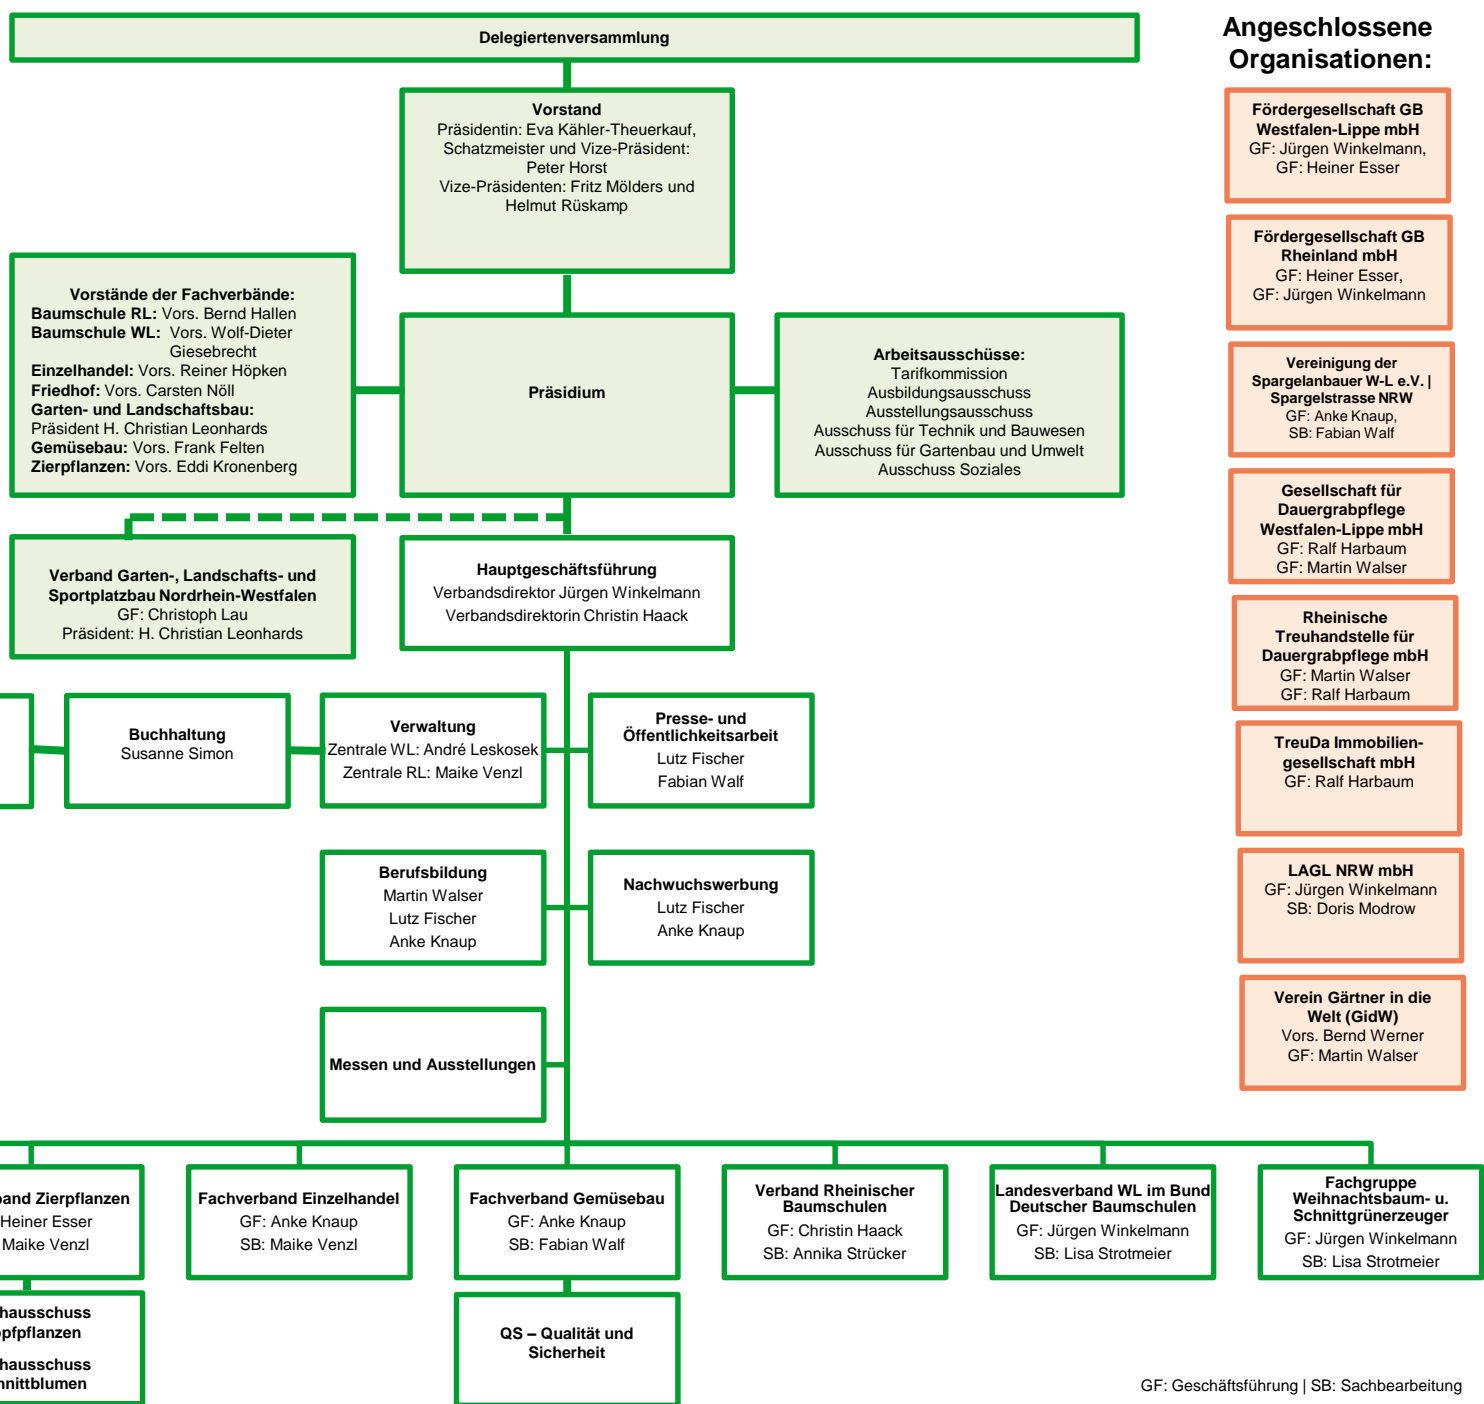 Delegiertenversammlung
Vorstand
Präsidentin: Eva Kähler-Theuerkauf,
Schatzmeister und Vize-Präsident:
Peter Horst
Vize-Präsidenten: Fritz Mölders und
Helmut Rüskamp
Vorstände der Fachverbände:
Baumschule RL: Vors. Bernd Hallen
Baumschule WL: Vors. Wolf-Dieter
Giesebrecht
Einzelhandel: Vors. Reiner Höpken
Friedhof: Vors. Carsten Nöll
Garten- und Landschaftsbau:
Präsident H. Christian Leonhards
Gemüsebau: Vors. Frank Felten
Zierpflanzen: Vors. Eddi Kronenberg
Präsidium
Arbeitsausschüsse:
Tarifkommission
Ausbildungsausschuss
Ausstellungsausschuss
Ausschuss für Technik und Bauwesen
Ausschuss für Gartenbau und Umwelt
Ausschuss Soziales
Verband Garten-, Landschafts- und
Sportplatzbau Nordrhein-Westfalen
GF: Christoph Lau
Präsident: H. Christian Leonhards
Hauptgeschäftsführung
Verbandsdirektor Jürgen Winkelmann
Verbandsdirektorin Christin Haack
Buchhaltung
Susanne Simon
Verwaltung
Zentrale WL: André Leskosek
Zentrale RL: Maike Venzl
Presse- und
Öffentlichkeitsarbeit
Lutz Fischer
Fabian Walf
Berufsbildung
Martin Walser
Lutz Fischer
Anke Knaup
Nachwuchswerbung
Lutz Fischer
Anke Knaup
Messen und Ausstellungen
and Zierpflanzen
Heiner Esser
Maike Venzl
Fachverband Einzelhandel
GF: Anke Knaup
SB: Maike Venzl
Fachverband Gemüsebau
GF: Anke Knaup
SB: Fabian Walf
Verband Rheinischer
Baumschulen
GF: Christin Haack
SB: Annika Strücker
Landesverband WL im Bund
Deutscher Baumschulen
GF: Jürgen Winkelmann
SB: Lisa Strotmeier
Fachgruppe
Weihnachtsbaum- u.
Schnittgrünerzeuger
GF: Jürgen Winkelmann
SB: Lisa Strotmeier
hausschuss
pfpflanzen
hausschuss
nittblumen
QS – Qualität und
Sicherheit
Angeschlossene
Organisationen:
Fördergesellschaft GB
Westfalen-Lippe mbH
GF: Jürgen Winkelmann,
GF: Heiner Esser
Fördergesellschaft GB
Rheinland mbH
GF: Heiner Esser,
GF: Jürgen Winkelmann
Vereinigung der
Spargelanbauer W-L e.V. |
Spargelstrasse NRW
GF: Anke Knaup,
SB: Fabian Walf
Gesellschaft für
Dauergrabpflege
Westfalen-Lippe mbH
GF: Ralf Harbaum
GF: Martin Walser
Rheinische
Treuhandstelle für
Dauergrabpflege mbH
GF: Martin Walser
GF: Ralf Harbaum
TreuDa Immobilien-
gesellschaft mbH
GF: Ralf Harbaum
LAGL NRW mbH
GF: Jürgen Winkelmann
SB: Doris Modrow
Verein Gärtner in die
Welt (GidW)
Vors. Bernd Werner
GF: Martin Walser
GF: Geschäftsführung | SB: Sachbearbeitung